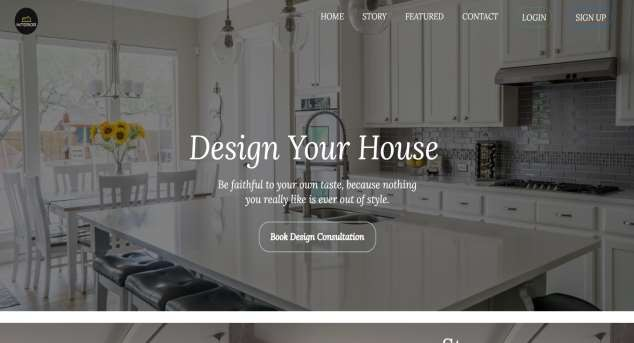 HOME STORY FEATURED CONTACT LOGIN SIGN UP
Design Your House
Be faithful to your own taste, because nothing
you really like is ever out of style.
Book Design Consultation